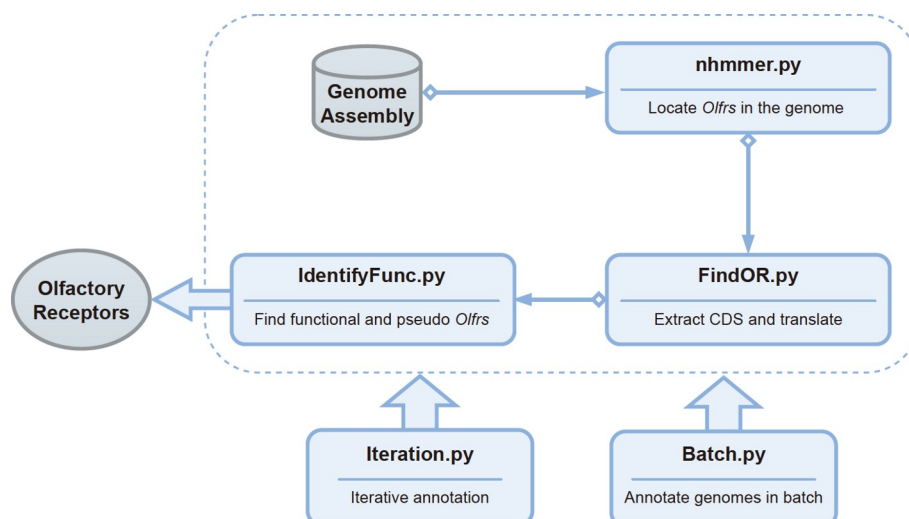 Genome
Assembly
nhmmer.py
Locate Olfrs in the genome
Olfactory
Receptors
IdentifyFunc.py
Find functional and pseudo Olfrs
FindOR.py
Extract CDS and translate
Iteration.py
Iterative annotation
Batch.py
Annotate genomes in batch